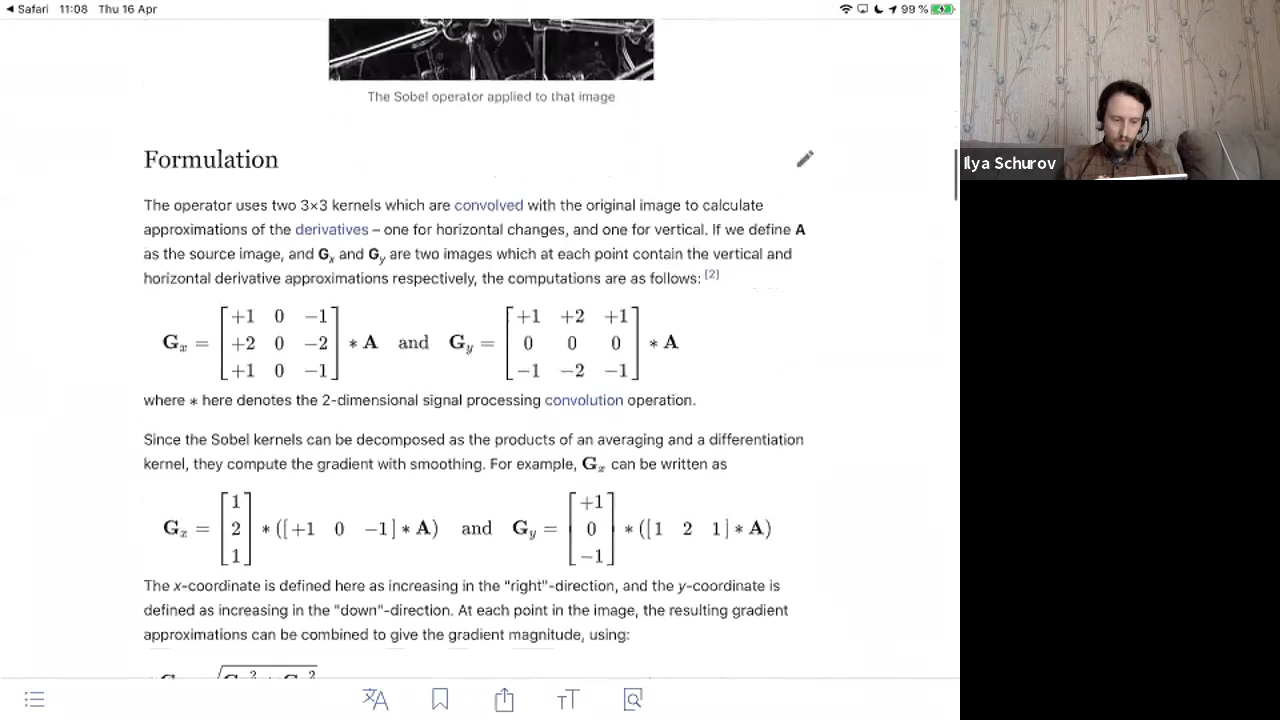 Safari 11:08 Thu 16 Apr 99 %
The Sobel operator applied to that image
Ilya Schurov
Formulation
The operator uses two 3×3 kernels which are convolved with the original image to calculate
approximations of the derivatives – one for horizontal changes, and one for vertical. If we define A
as the source image, and Gx and Gy are two images which at each point contain the vertical and
horizontal derivative approximations respectively, the computations are as follows: [2]
Gx = [+1 0 −1; +2 0 −2; +1 0 −1] * A and Gy = [+1 +2 +1; 0 0 0; −1 −2 −1] * A
where * here denotes the 2-dimensional signal processing convolution operation.
Since the Sobel kernels can be decomposed as the products of an averaging and a differentiation
kernel, they compute the gradient with smoothing. For example, Gx can be written as
Gx = [1; 2; 1] * ([+1 0 −1] * A) and Gy = [+1; 0; −1] * ([1 2 1] * A)
The x-coordinate is defined here as increasing in the "right"-direction, and the y-coordinate is
defined as increasing in the "down"-direction. At each point in the image, the resulting gradient
approximations can be combined to give the gradient magnitude, using: